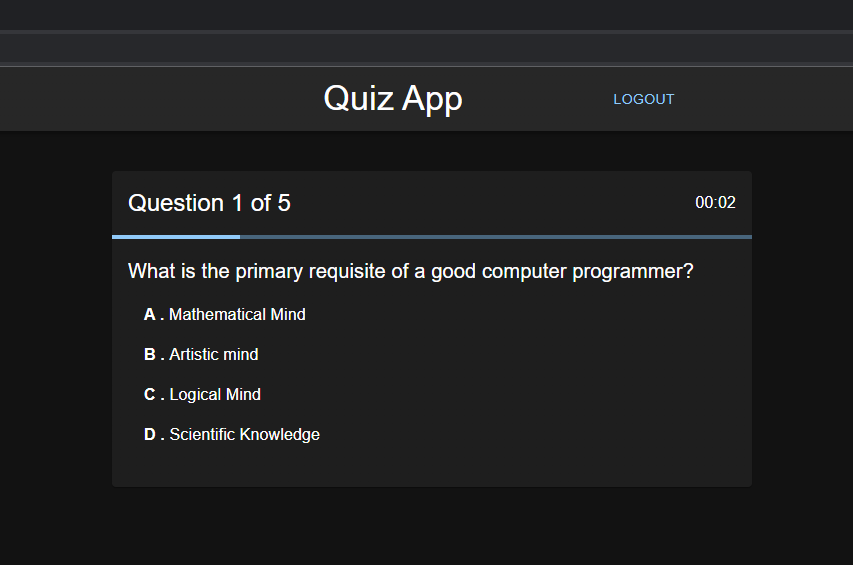 Quiz App
LOGOUT
Question 1 of 5
00:02
What is the primary requisite of a good computer programmer?
A . Mathematical Mind
B . Artistic mind
C . Logical Mind
D . Scientific Knowledge